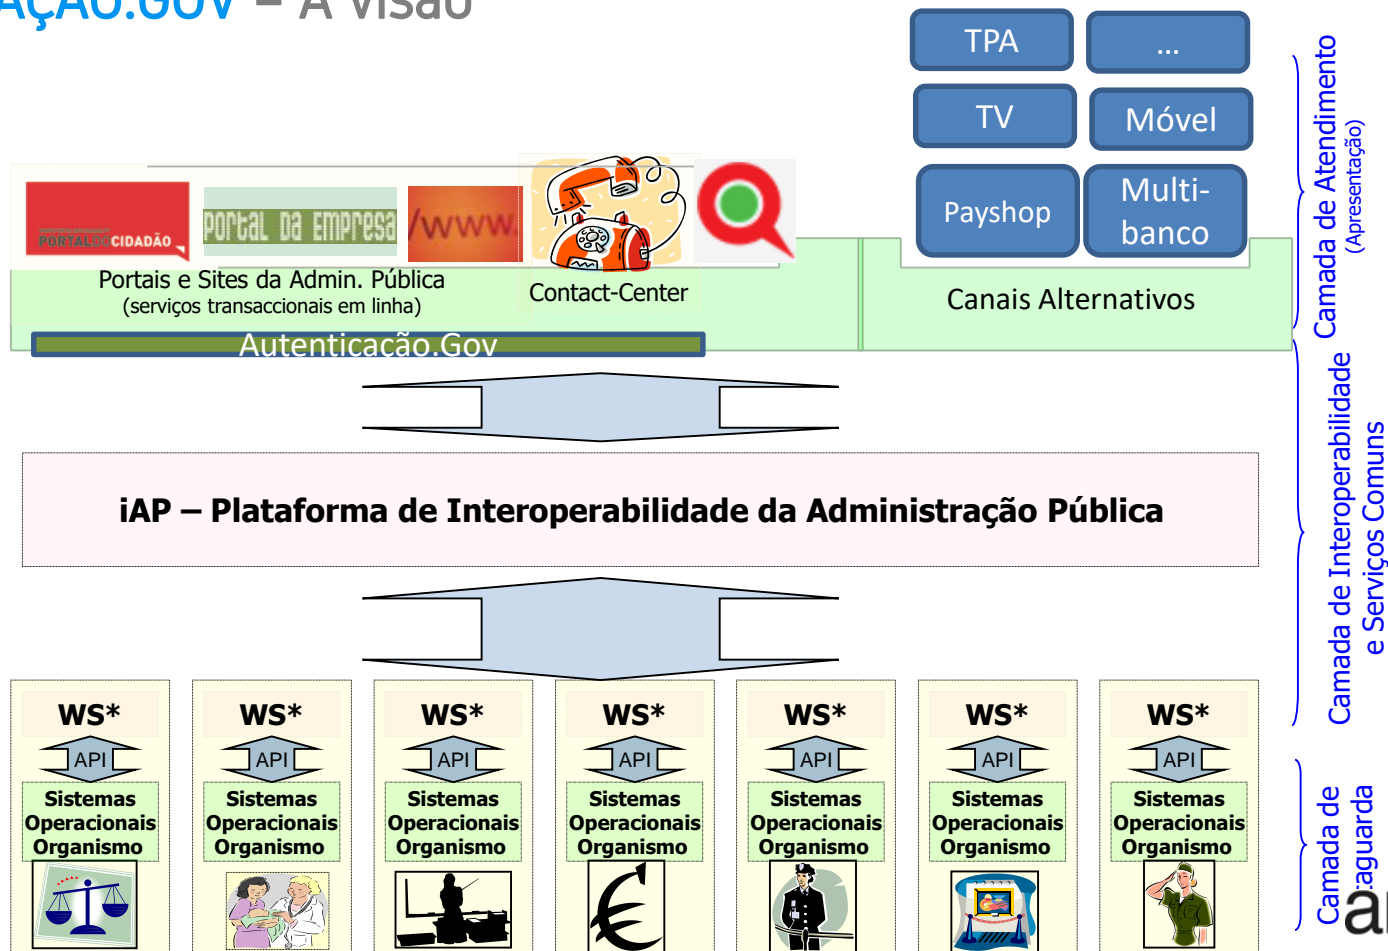 AÇÃO.GOV – A Visão
TPA
...
TV
Móvel
Payshop
Multi-
banco
PORTALDOCIDADÃO
PORTAL DA EMPRESA
/www.
Portais e Sites da Admin. Pública
(serviços transaccionais em linha)
Contact-Center
Canais Alternativos
Autenticação.Gov
iAP – Plataforma de Interoperabilidade da Administração Pública
WS*
API
Sistemas
Operacionais
Organismo
WS*
API
Sistemas
Operacionais
Organismo
WS*
API
Sistemas
Operacionais
Organismo
WS*
API
Sistemas
Operacionais
Organismo
WS*
API
Sistemas
Operacionais
Organismo
WS*
API
Sistemas
Operacionais
Organismo
WS*
API
Sistemas
Operacionais
Organismo
Camada de Atendimento
(Apresentação)
Camada de Interoperabilidade
e Serviços Comuns
Camada de
taguarda